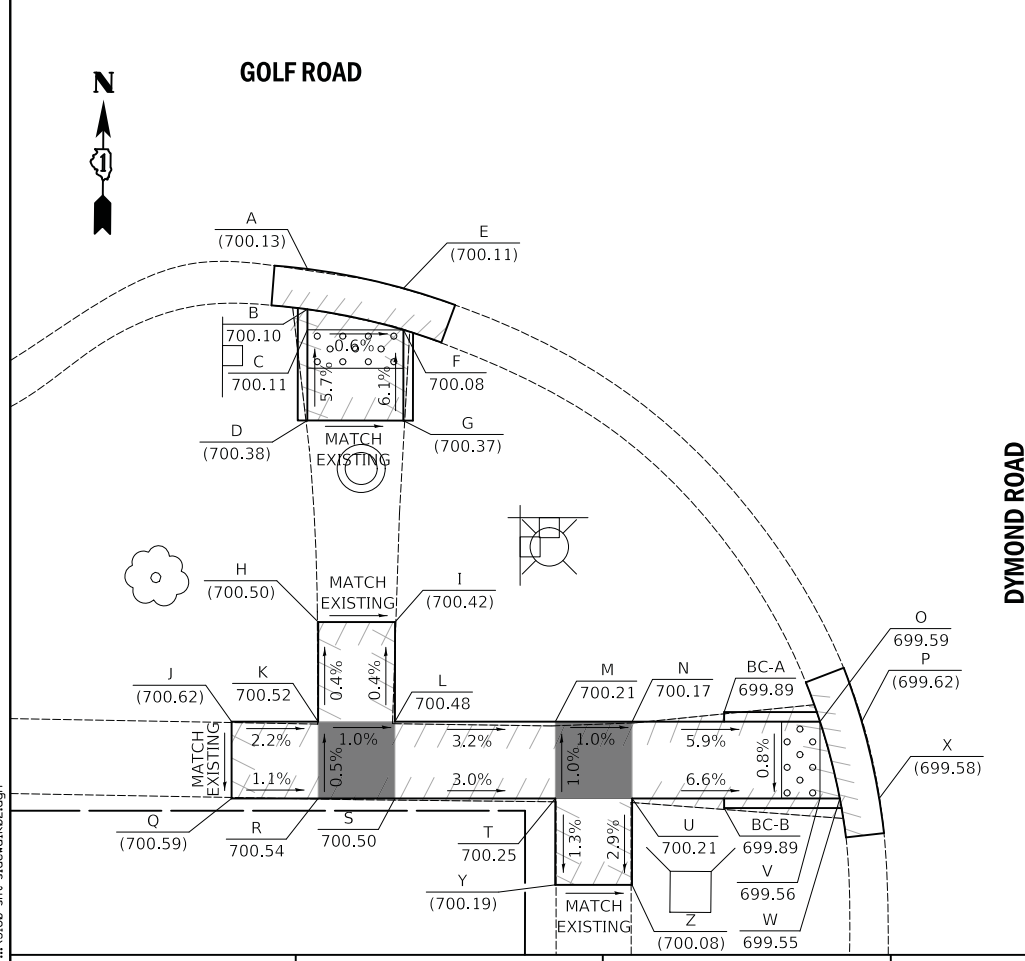 GOLF ROAD
N
1
A
(700.13)
E
(700.11)
B
700.10
0.6%
C
700.11
F
700.08
5.7%
6.1%
D
(700.38)
G
(700.37)
MATCH
EXISTING
DYMOND ROAD
H
(700.50)
MATCH
EXISTING
I
(700.42)
O
699.59
P
(699.62)
J
(700.62)
K
700.52
0.4%
0.4%
L
700.48
M
700.21
N
700.17
BC-A
699.89
MATCH
EXISTING
2.2%
1.0%
3.2%
1.0%
5.9%
1.1%
0.5%
3.0%
1.0%
6.6%
0.8%
X
(699.58)
Q
(700.59)
R
700.54
S
700.50
T
700.25
1.3%
2.9%
U
700.21
BC-B
699.89
Y
(700.19)
V
699.56
MATCH
EXISTING
Z
(700.08)
W
699.55